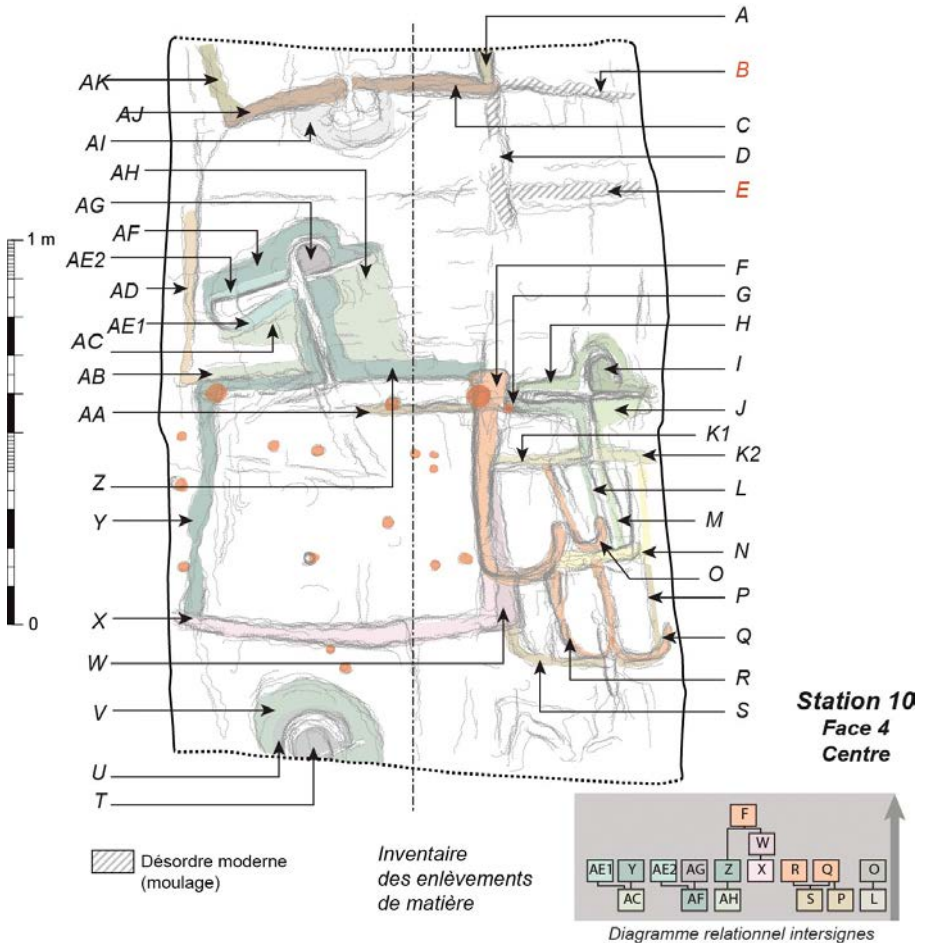 A
B
C
D
E
F
G
H
I
J
K1
K2
L
M
N
O
P
Q
R
S
AK
AJ
AI
AH
AG
AF
AE2
AD
AE1
AC
AB
AA
Z
Y
X
W
V
U
T
1 m
0
Station 10
Face 4
Centre
Désordre moderne
(moulage)
Inventaire
des enlèvements
de matière
F
W
AE1 Y AE2 AG Z X R Q O
AC AF AH S P L
Diagramme relationnel intersignes